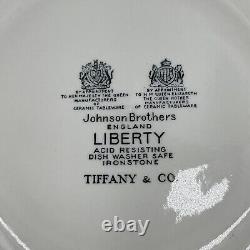 BY APPOINTMENT
TO HER MAJESTY THE QUEEN
MANUFACTURERS
OF
CERAMIC TABLEWARE
BY APPOINTMENT
TO H M QUEEN ELIZABETH
THE QUEEN MOTHER
MANUFACTURERS
OF CERAMIC TABLEWARE
Johnson Brothers
ENGLAND
LIBERTY
ACID RESISTING
DISH WASHER SAFE
IRONSTONE
TIFFANY & CO
© ebay